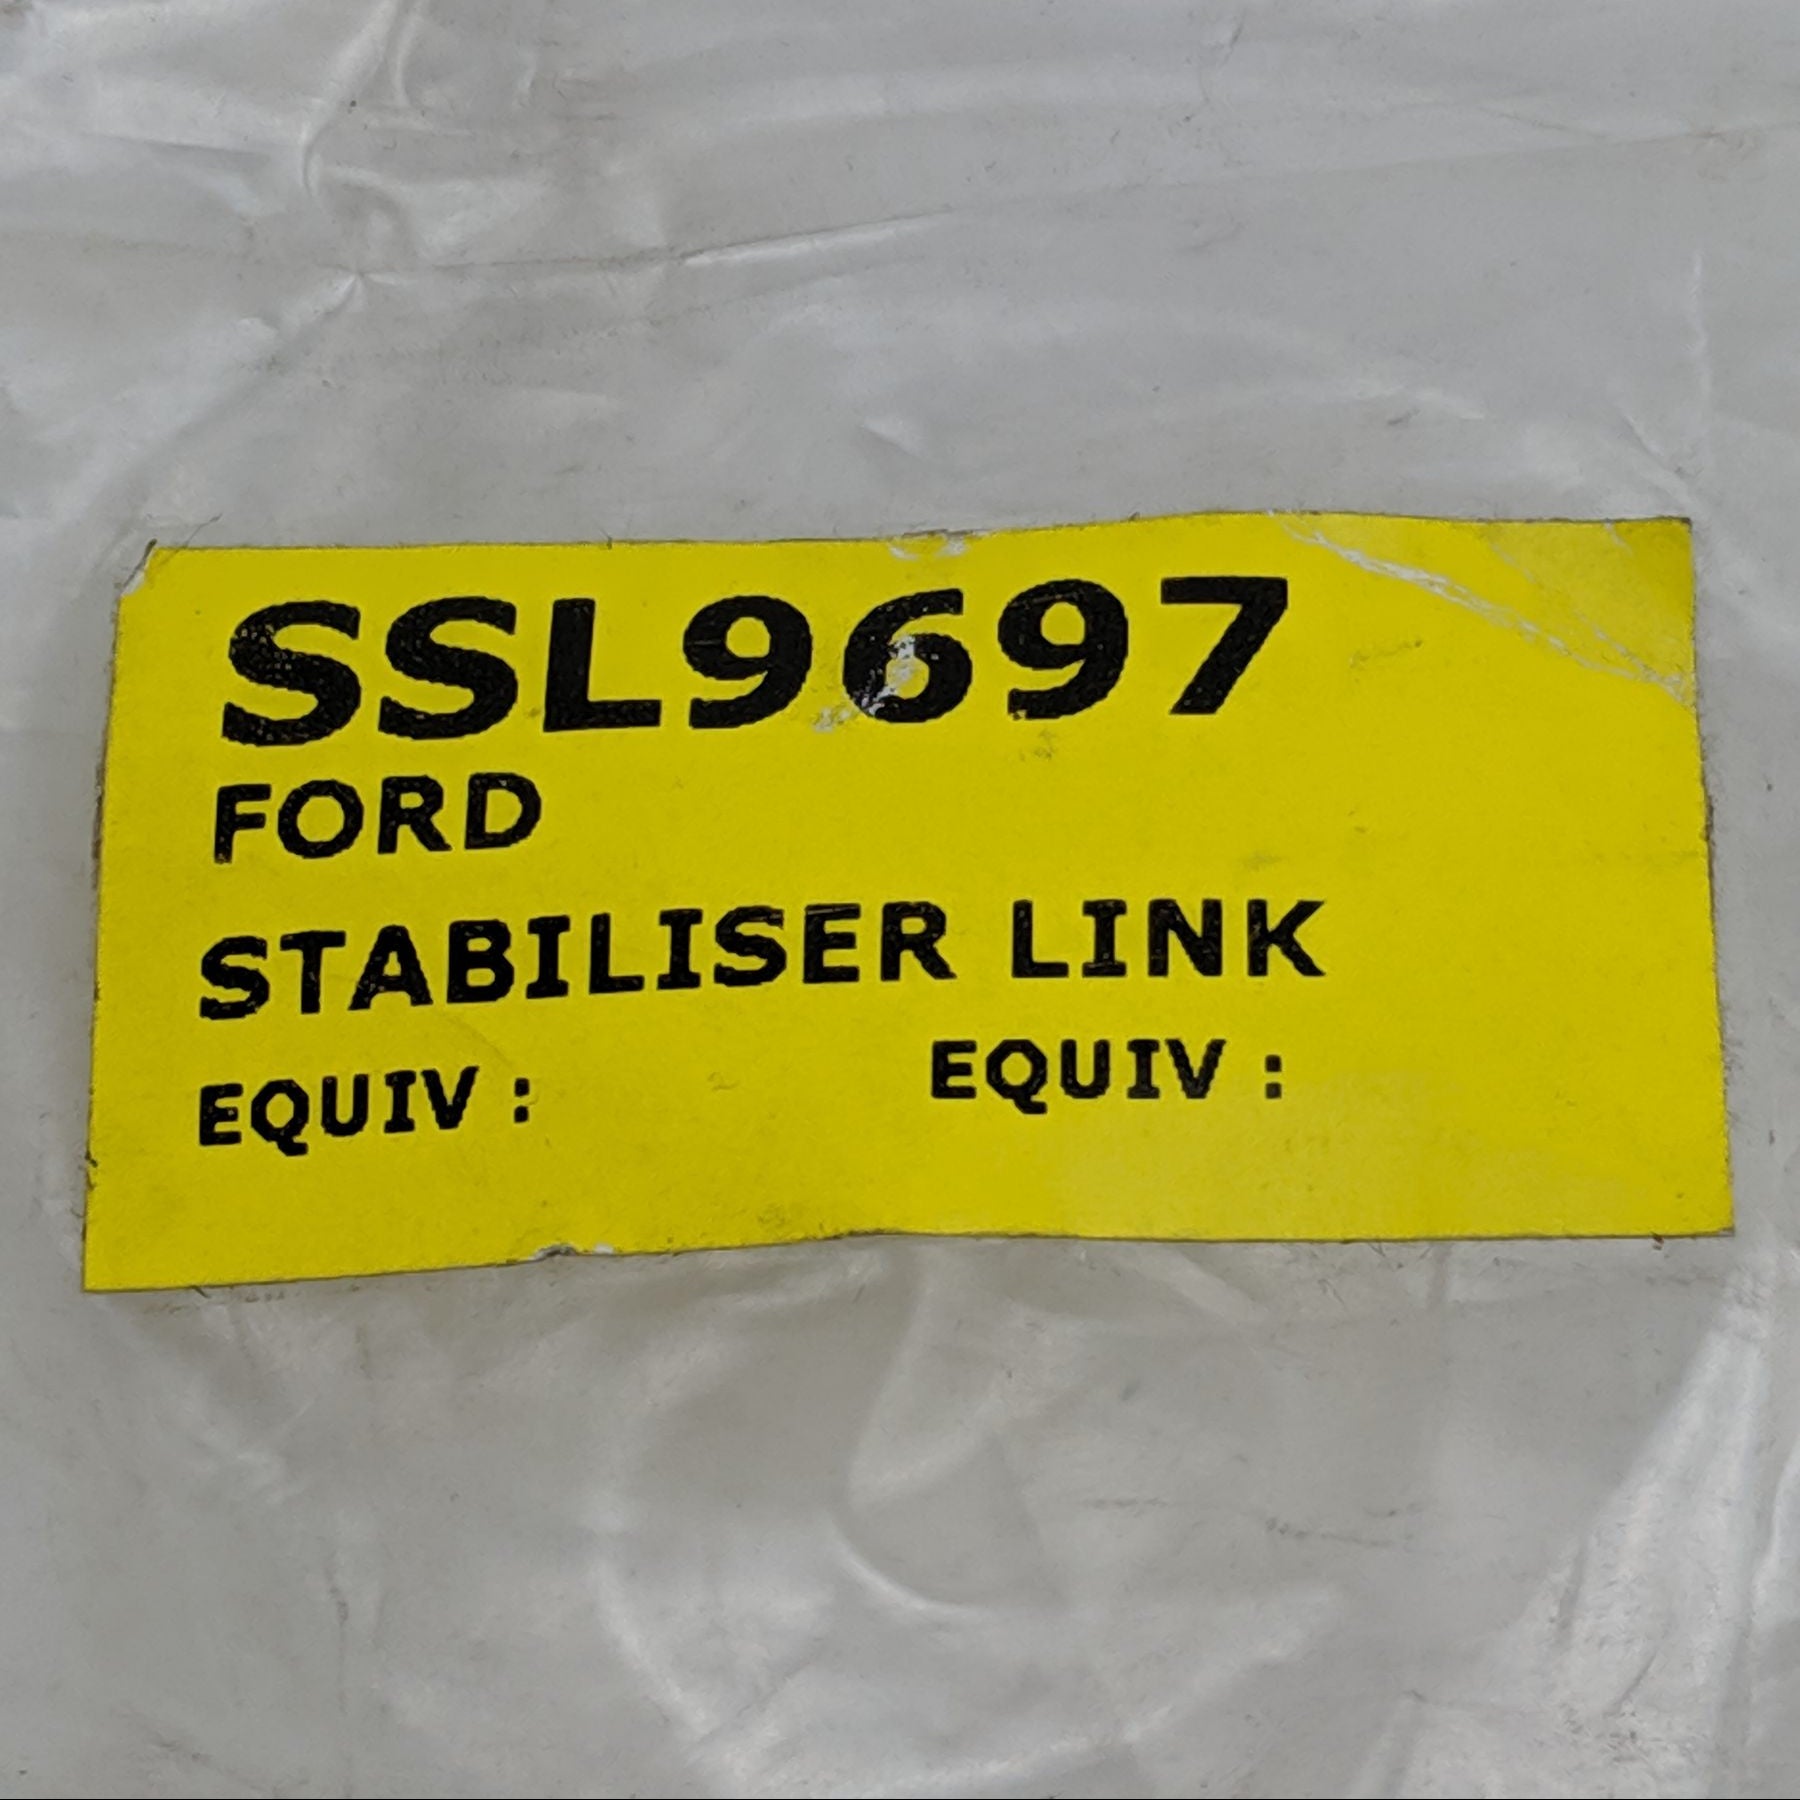 SSL9697
FORD
STABILISER LINK
EQUIV : EQUIV :